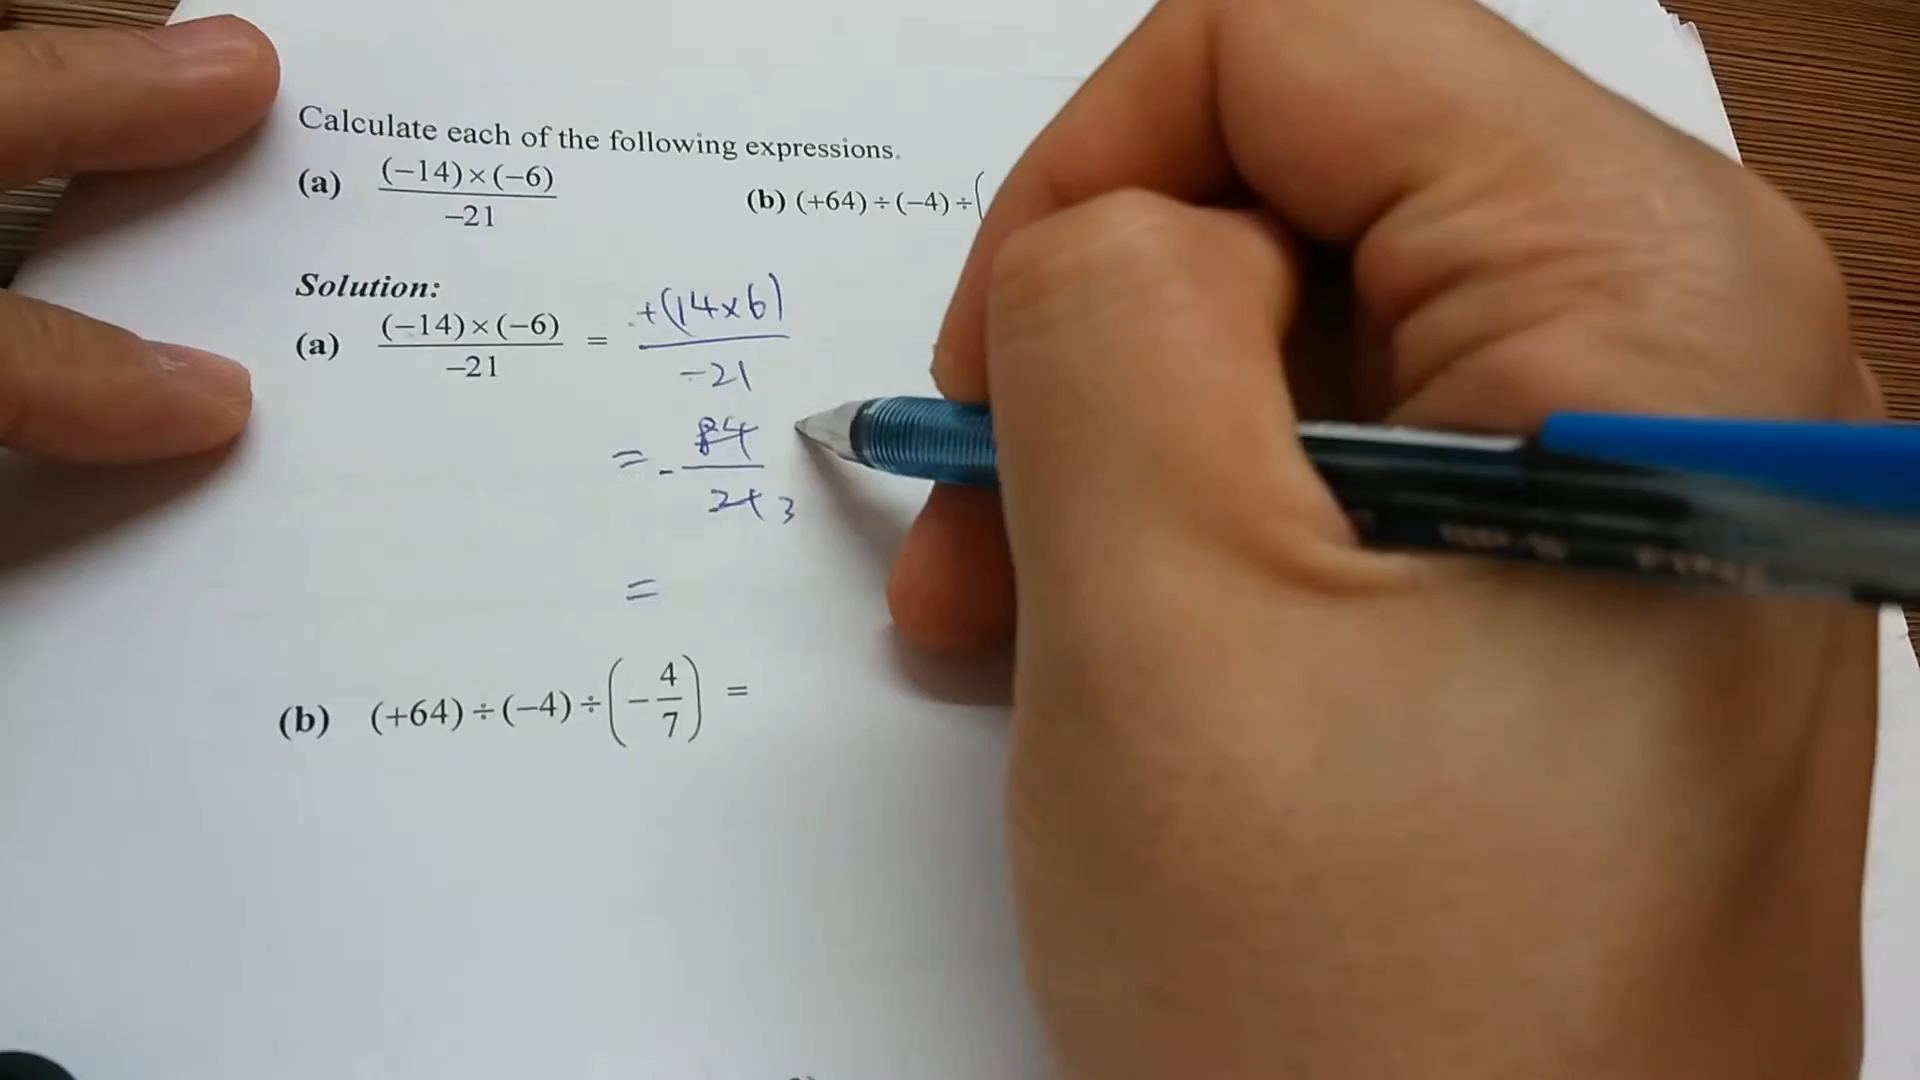 Calculate each of the following expressions.
(a) (−14)×(−6) / −21 (b) (+64)÷(−4)÷(
Solution:
(a) (−14)×(−6) / −21 = +(14×6) / −21
= - 84 / 21 3
=
(b) (+64)÷(−4)÷(−4/7) =